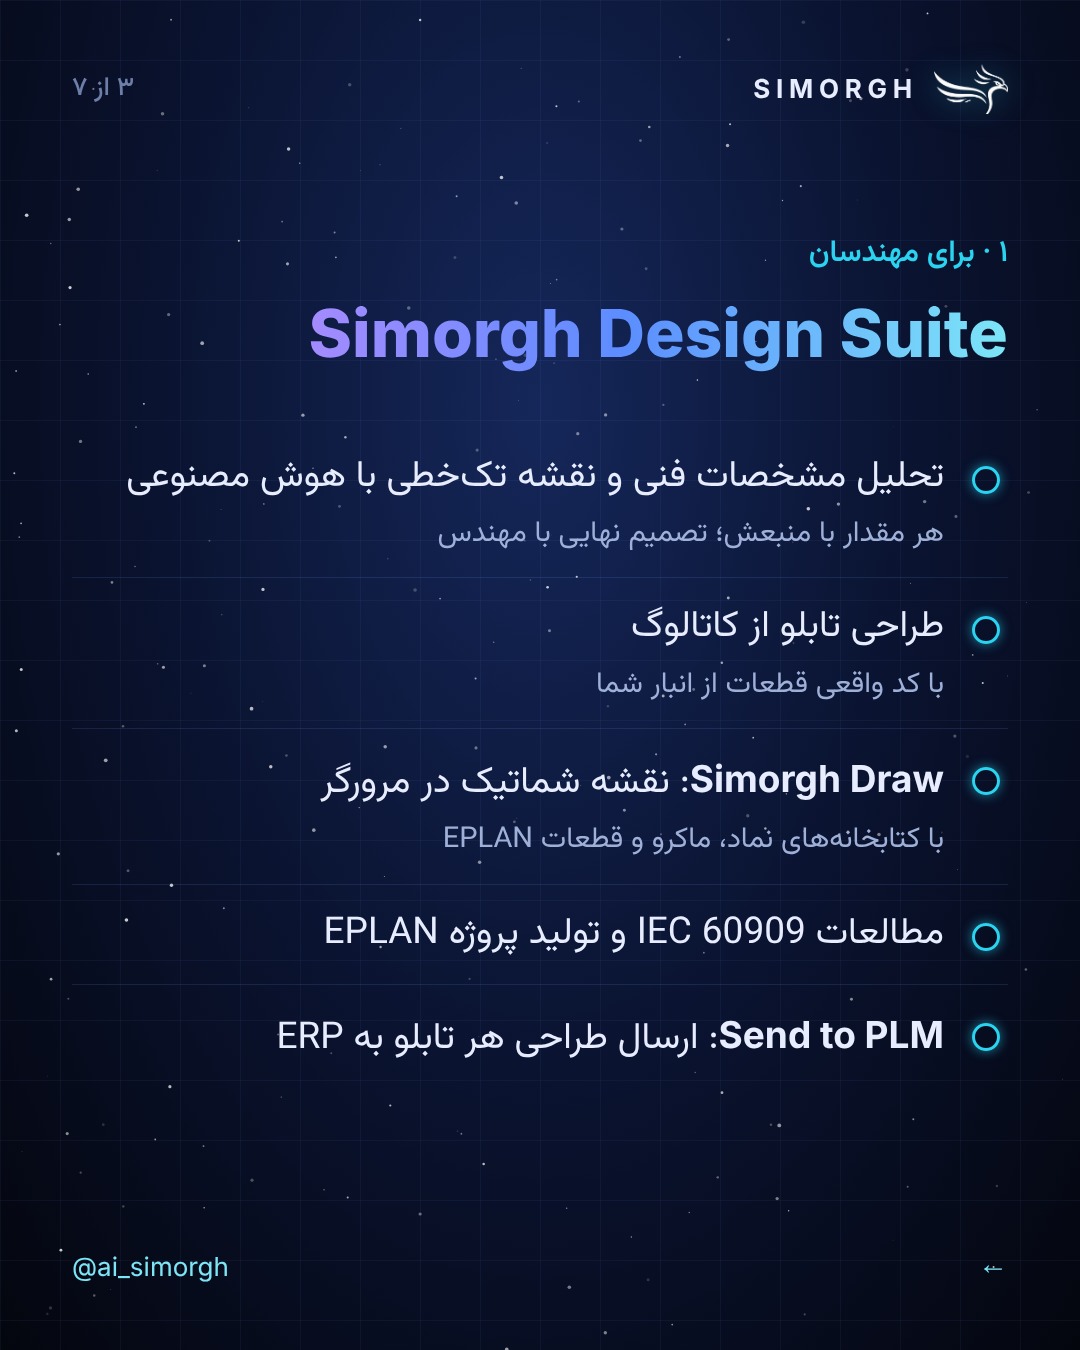 SIMORGH
۳ از ۷
۱ · برای مهندسان
Simorgh Design Suite
تحلیل مشخصات فنی و نقشه تک‌خطی با هوش مصنوعی
هر مقدار با منبعش؛ تصمیم نهایی با مهندس
طراحی تابلو از کاتالوگ
با کد واقعی قطعات از انبار شما
Simorgh Draw: نقشه شماتیک در مرورگر
با کتابخانه‌های نماد، ماکرو و قطعات EPLAN
مطالعات IEC 60909 و تولید پروژه EPLAN
Send to PLM: ارسال طراحی هر تابلو به ERP
←
@ai_simorgh